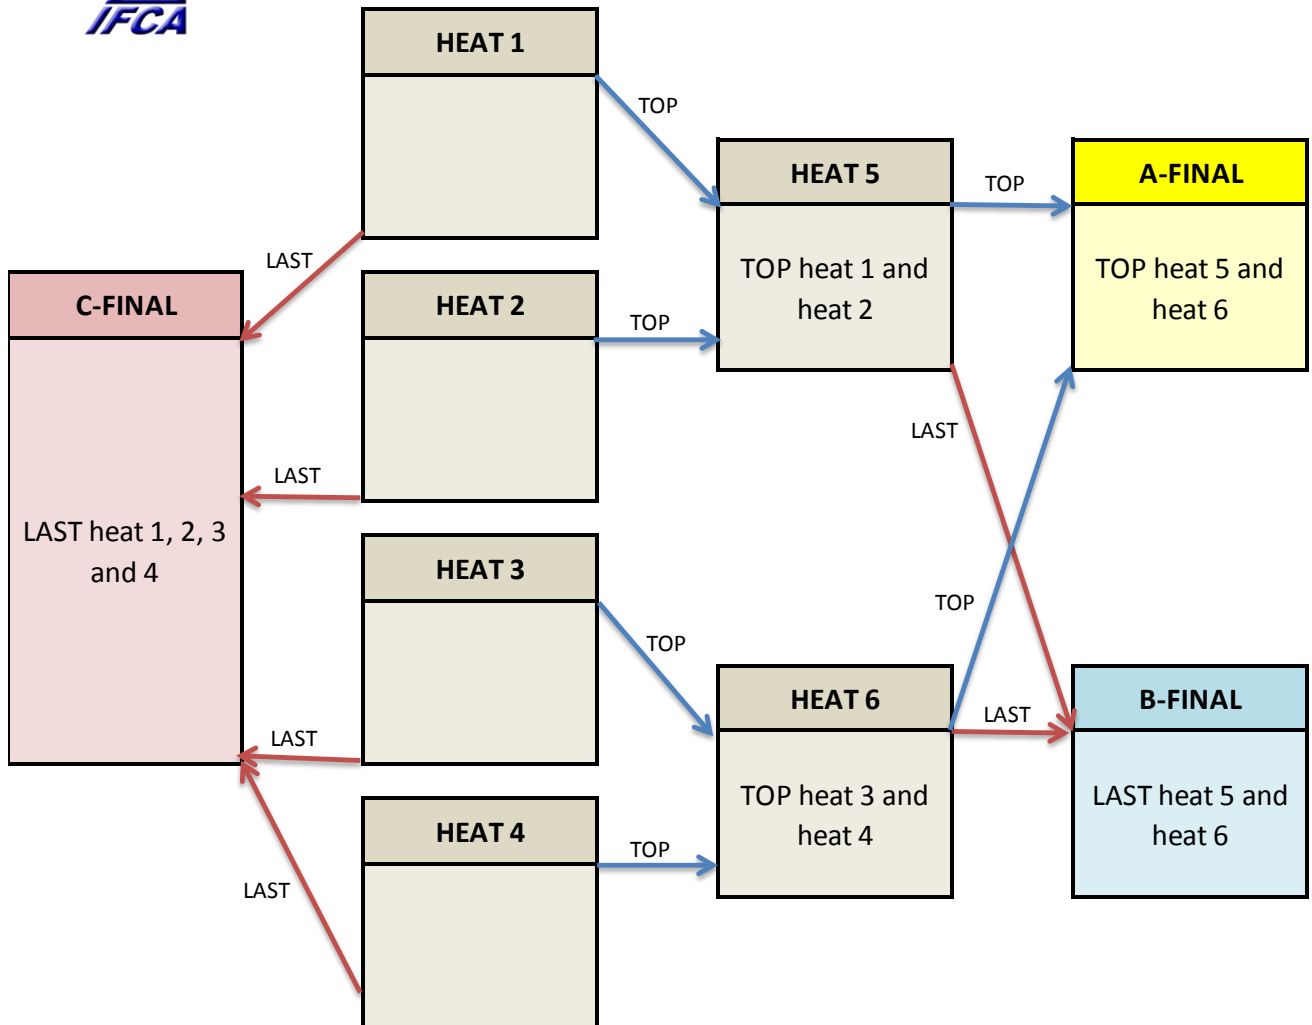 IFCA
HEAT 1
TOP
HEAT 5
TOP
A-FINAL
LAST
TOP heat 1 and
heat 2
TOP heat 5 and
heat 6
C-FINAL
HEAT 2
TOP
LAST
LAST
LAST heat 1, 2, 3
and 4
HEAT 3
TOP
TOP
HEAT 6
LAST
B-FINAL
LAST
TOP heat 3 and
heat 4
LAST heat 5 and
heat 6
HEAT 4
TOP
LAST